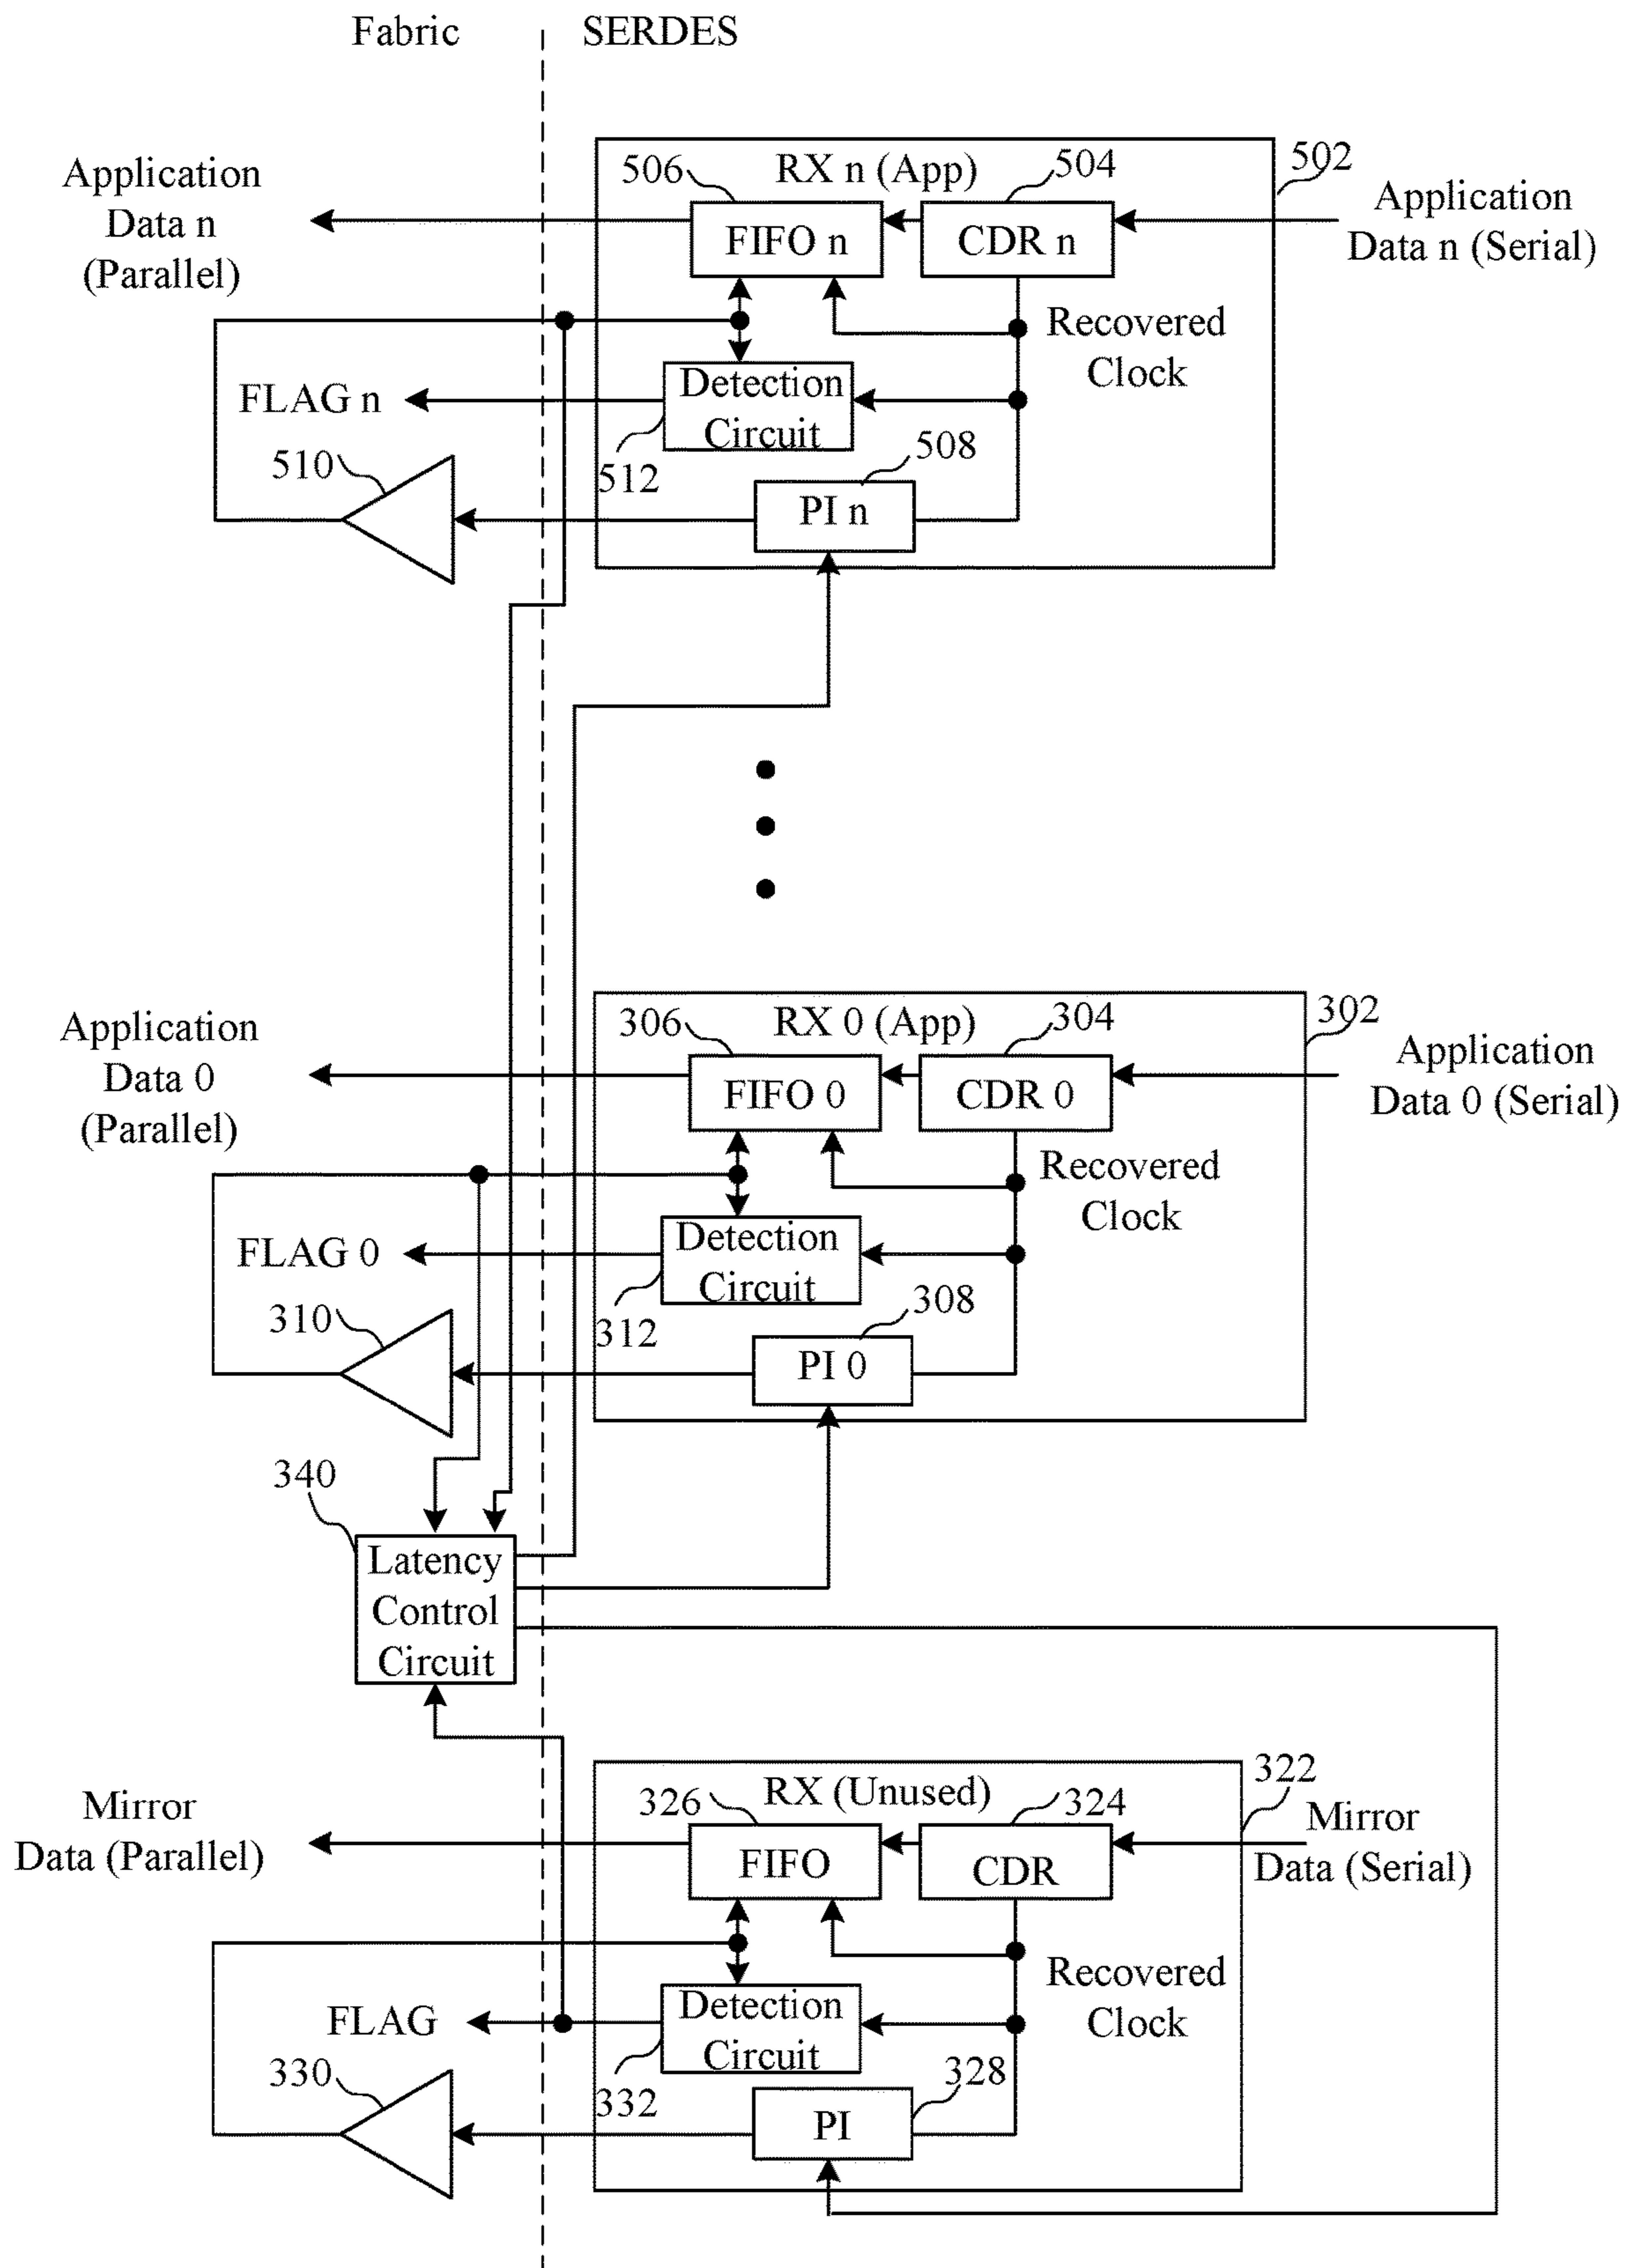 Fabric
SERDES
502
506
RX n (App)
504
Application
Data n
(Parallel)
FIFO n
CDR n
Application
Data n (Serial)
Recovered
Clock
FLAG n
Detection
Circuit
510
512
508
PI n
302
306
RX 0 (App)
304
Application
Data 0
(Parallel)
FIFO 0
CDR 0
Application
Data 0 (Serial)
Recovered
Clock
FLAG 0
Detection
Circuit
310
312
308
PI 0
340
Latency
Control
Circuit
322
326
RX (Unused)
324
Mirror
Data (Parallel)
FIFO
CDR
Mirror
Data (Serial)
Recovered
Clock
FLAG
Detection
Circuit
330
332
328
PI